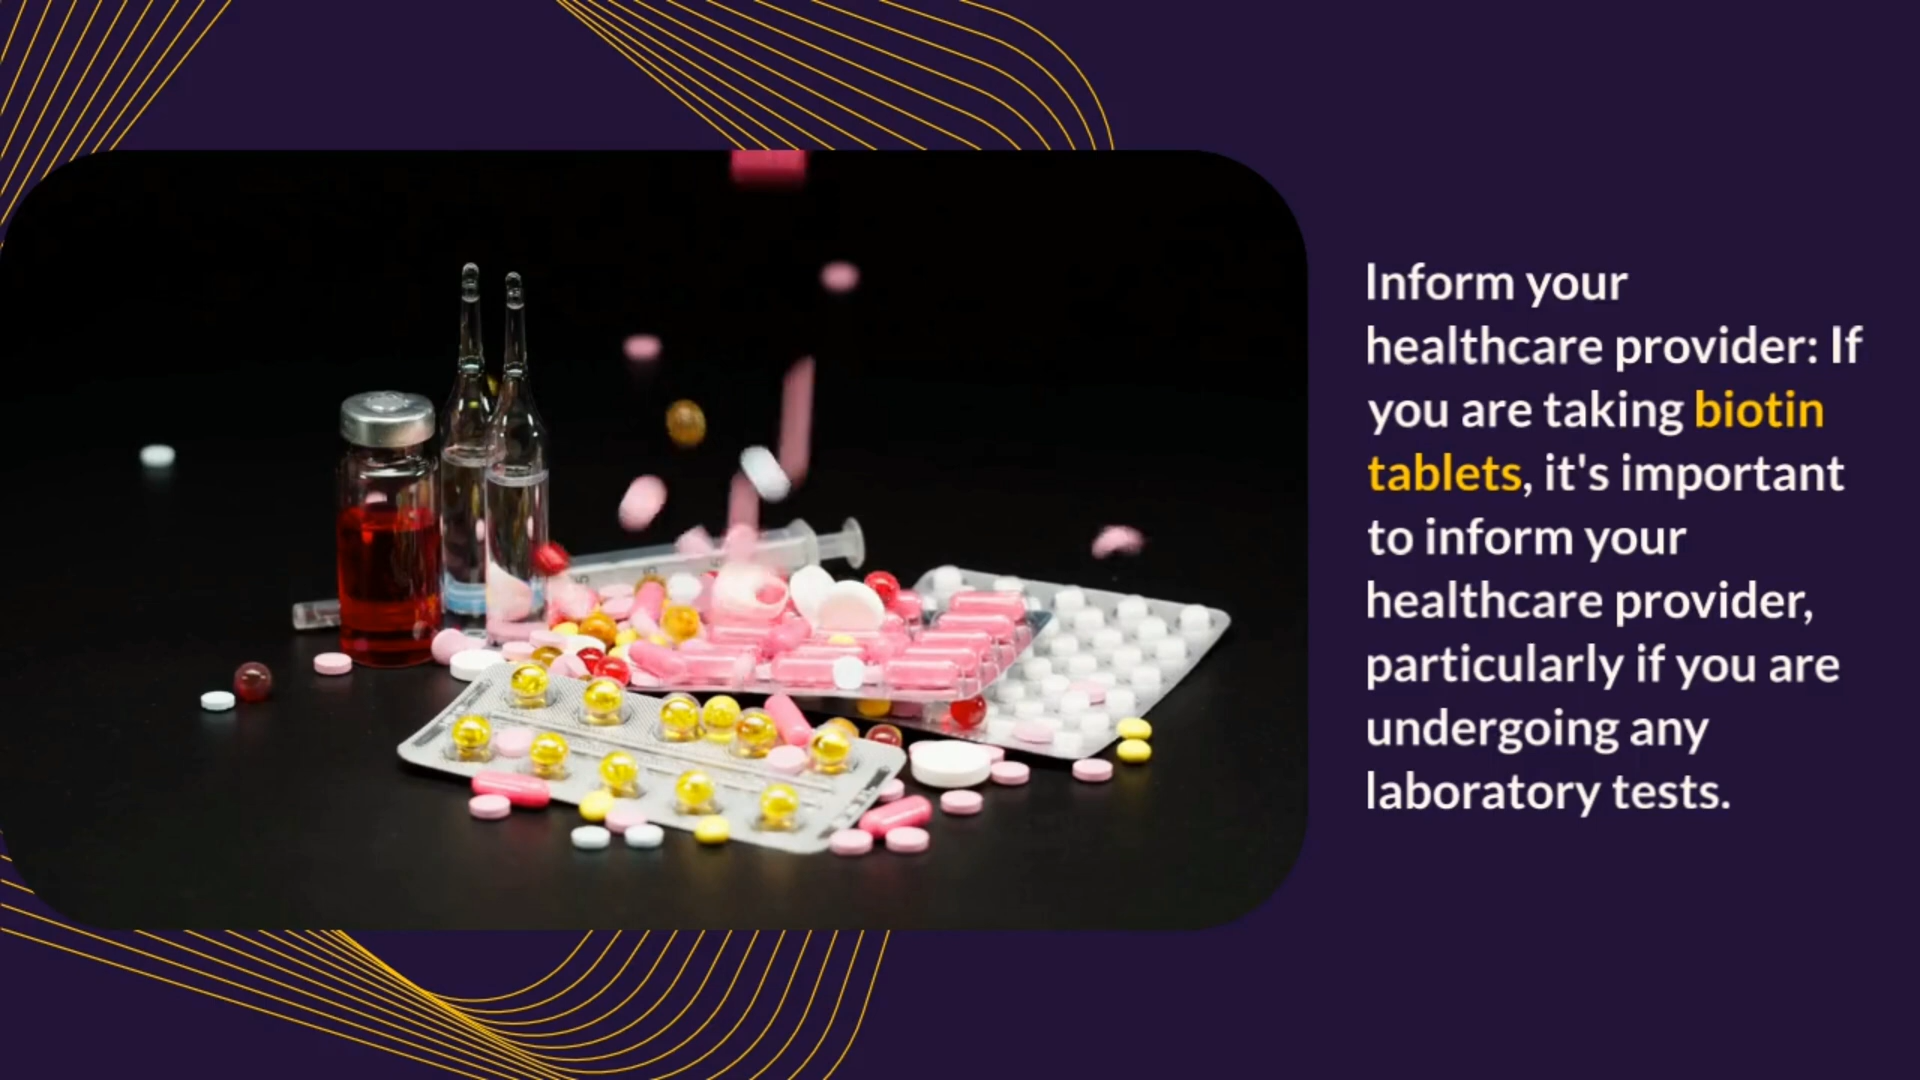 Inform your
healthcare provider: If
you are taking biotin
tablets, it's important
to inform your
healthcare provider,
particularly if you are
undergoing any
laboratory tests.